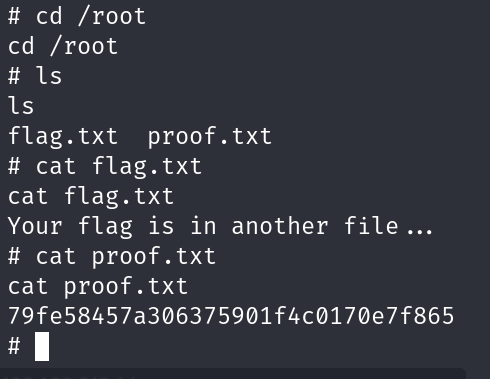 # cd /root
cd /root
# ls
ls
flag.txt  proof.txt
# cat flag.txt
cat flag.txt
Your flag is in another file...
# cat proof.txt
cat proof.txt
79fe58457a306375901f4c0170e7f865
#